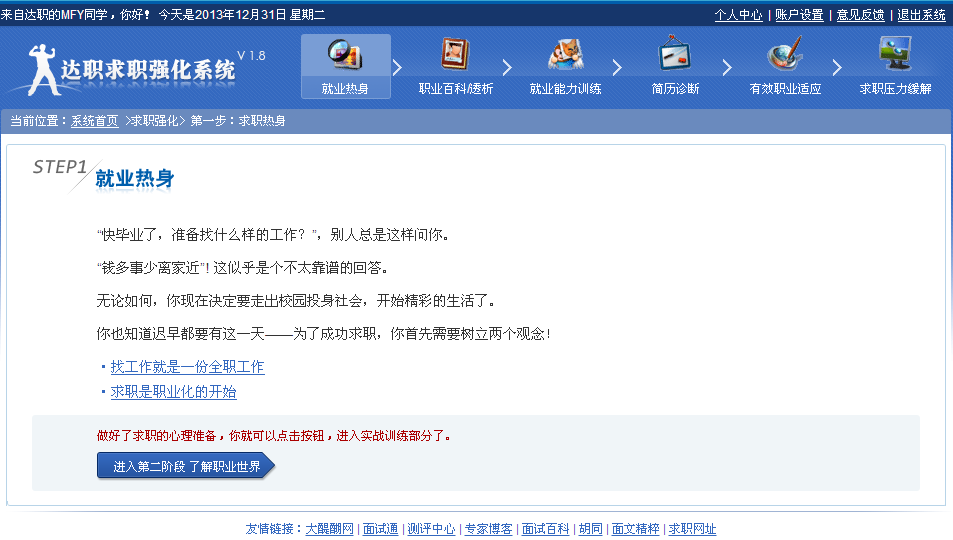 来自达职的MFY同学，你好！ 今天是2013年12月31日 星期二
个人中心 | 账户设置 | 意见反馈 | 退出系统
达职求职强化系统 V 1.8
就业热身 职业百科/透析 就业能力训练 简历诊断 有效职业适应 求职压力缓解
当前位置：系统首页 >求职强化> 第一步：求职热身
STEP1 就业热身
“快毕业了，准备找什么样的工作？”，别人总是这样问你。
“钱多事少离家近”! 这似乎是个不太靠谱的回答。
无论如何，你现在决定要走出校园投身社会，开始精彩的生活了。
你也知道迟早都要有这一天——为了成功求职，你首先需要树立两个观念！
·找工作就是一份全职工作
·求职是职业化的开始
做好了求职的心理准备，你就可以点击按钮，进入实战训练部分了。
进入第二阶段 了解职业世界
友情链接：大醍醐网 | 面试通 | 测评中心 | 专家博客 | 面试百科 | 胡同 | 面文精粹 | 求职网址